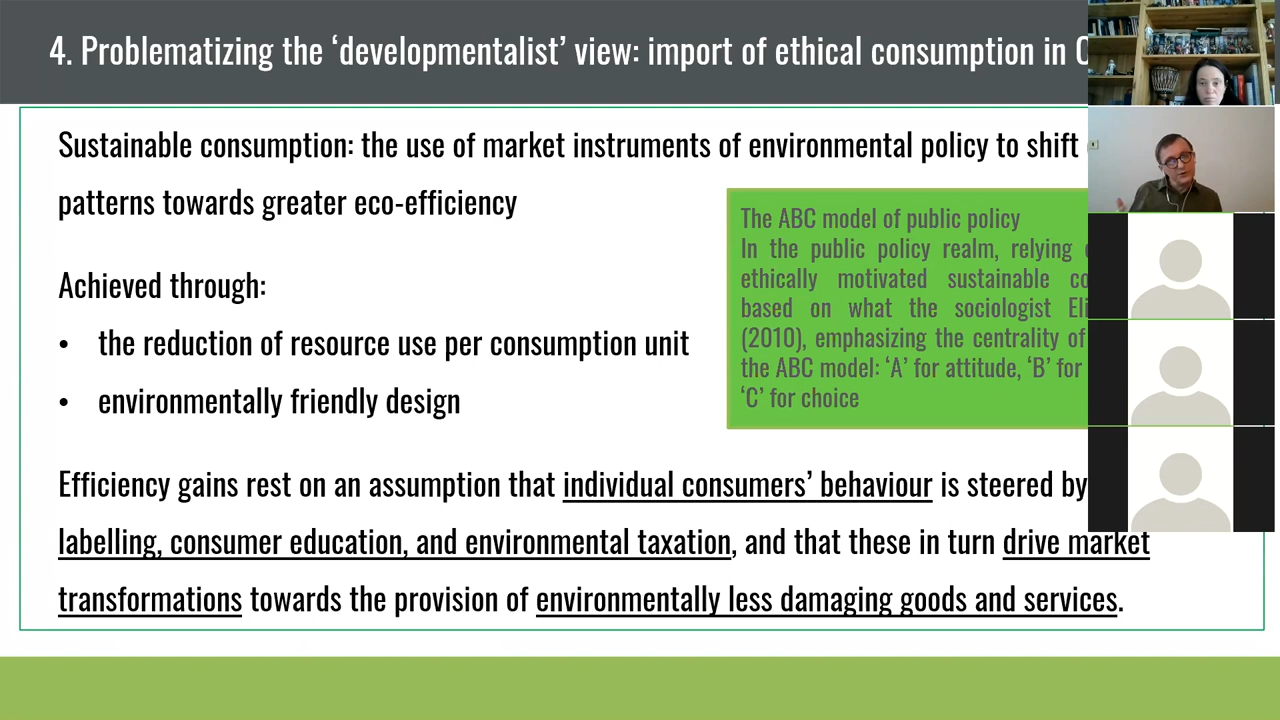 4. Problematizing the ‘developmentalist’ view: import of ethical consumption in
Sustainable consumption: the use of market instruments of environmental policy to shift
patterns towards greater eco-efficiency
The ABC model of public policy
In the public policy realm, relying
ethically motivated sustainable
based on what the sociologist
(2010), emphasizing the centrality of
the ABC model: ‘A’ for attitude, ‘B’ for
‘C’ for choice
Achieved through:
• the reduction of resource use per consumption unit
• environmentally friendly design
Efficiency gains rest on an assumption that individual consumers’ behaviour is steered by
labelling, consumer education, and environmental taxation, and that these in turn drive market
transformations towards the provision of environmentally less damaging goods and services.